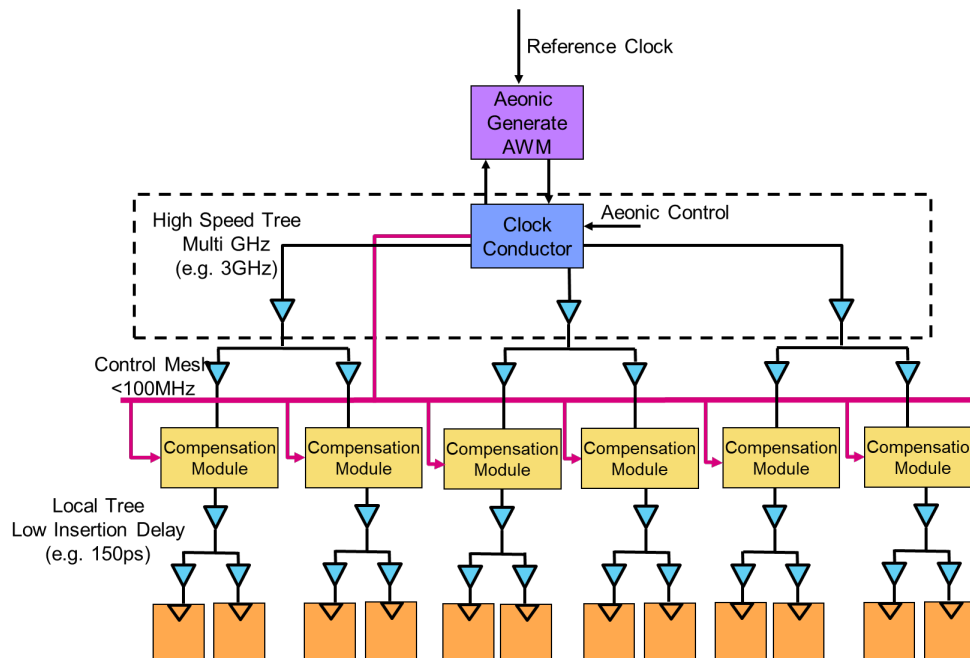 Reference Clock
Aeonic
Generate
AWM
Aeonic Control
Clock
Conductor
High Speed Tree
Multi GHz
(e.g. 3GHz)
Control Mesh
<100MHz
Compensation
Module
Compensation
Module
Compensation
Module
Compensation
Module
Compensation
Module
Compensation
Module
Local Tree
Low Insertion Delay
(e.g. 150ps)